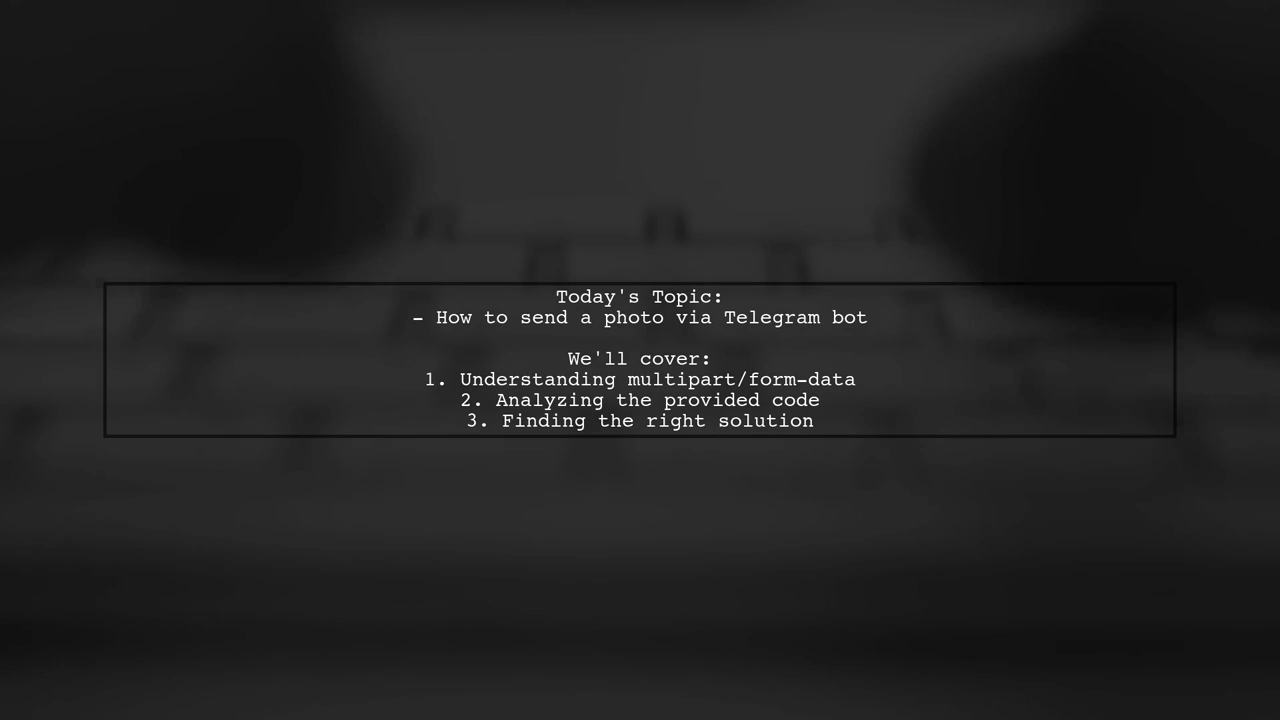 Today's Topic:
- How to send a photo via Telegram bot
We'll cover:
1. Understanding multipart/form-data
2. Analyzing the provided code
3. Finding the right solution